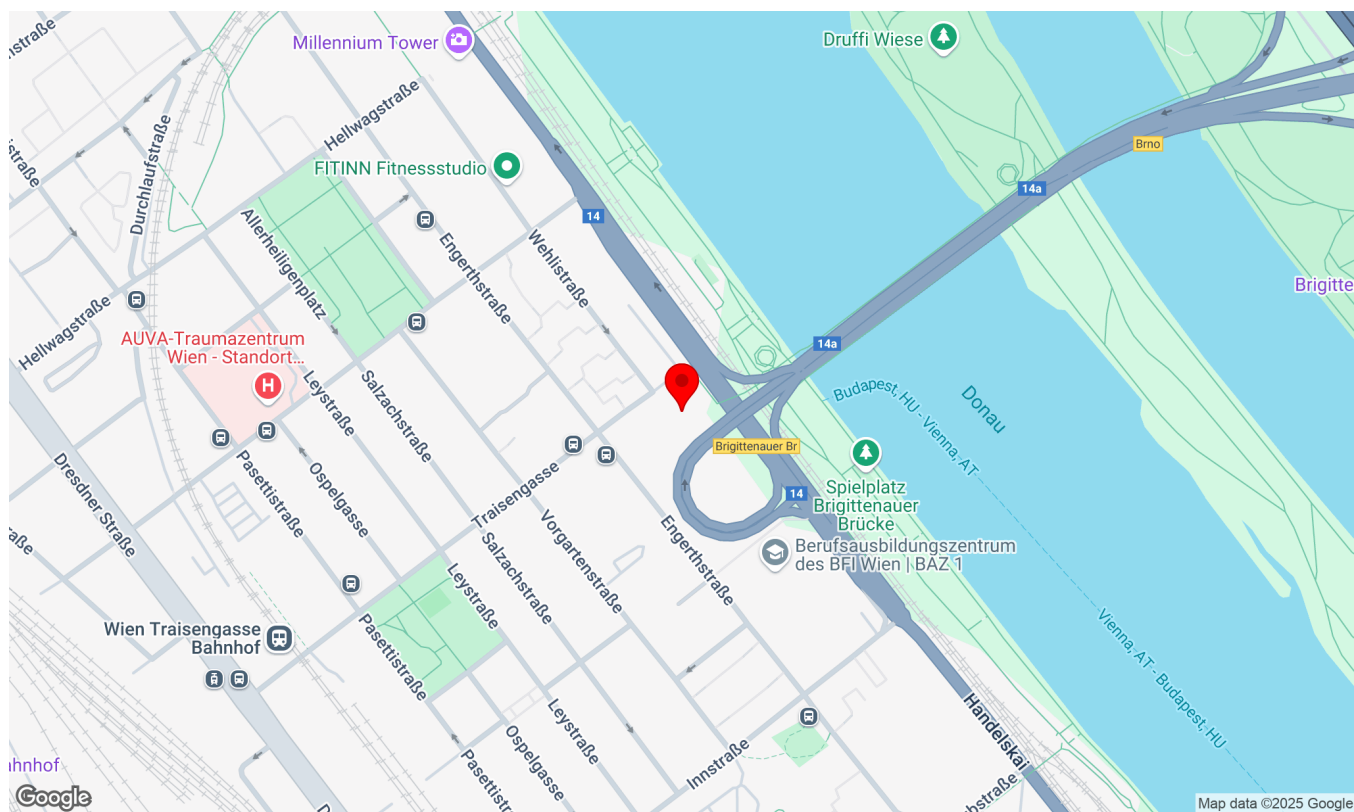 nstraße
Millennium Tower
Druffi Wiese
Hellwagstraße
Durchlaufstraße
Brno
FITINN Fitnessstudio
14a
14
Allerheiligenplatz
Engerthstraße
Wehlistraße
Brigitte
Hellwagstraße
AUVA-Traumazentrum
Wien - Standort...
H
14a
Leystraße
Salzachstraße
Budapest, HU - Vienna, AT
Donau
Brigittenauer Br
Dresdner Straße
Pasettistraße
Ospelgasse
Traisengasse
14
Spielplatz
Brigittenauer
Brücke
Vorgartenstraße
Engerthstraße
Berufsausbildungszentrum
des BFI Wien | BAZ 1
Salzachstraße
Leystraße
Wien Traisengasse
Bahnhof
Pasettistraße
Vienna, AT - Budapest, HU
Handelskai
Leystraße
Ospelgasse
Innstraße
Pasettistraße
Google
Map data ©2025 Google